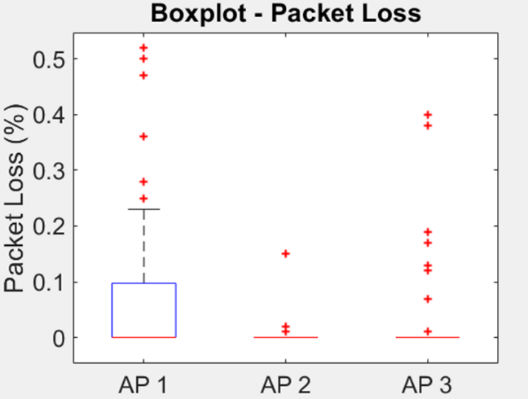 Boxplot - Packet Loss
Packet Loss (%)
0.5
0.4
0.3
0.2
0.1
0
AP 1
AP 2
AP 3